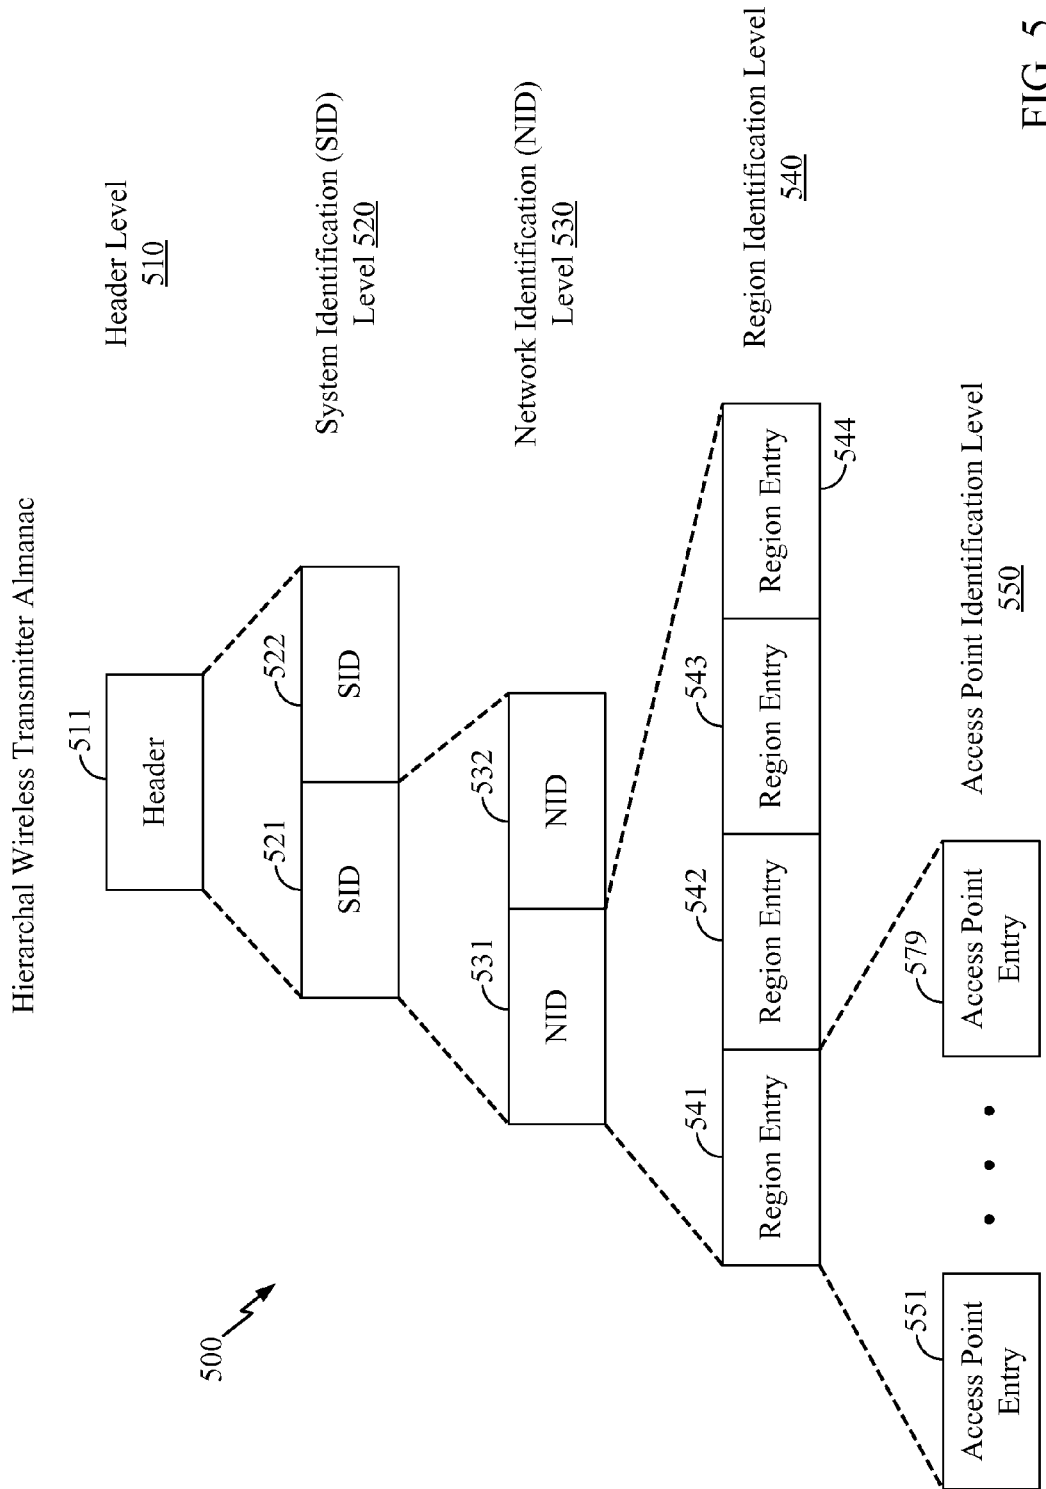 Hierarchal Wireless Transmitter Almanac
500
511
Header
Header Level
510
521
522
SID
SID
System Identification (SID)
Level 520
531
532
NID
NID
Network Identification (NID)
Level 530
541
542
543
Region Entry
Region Entry
Region Entry
Region Entry
544
Region Identification Level
540
551
Access Point
Entry
579
Access Point
Entry
Access Point Identification Level
550
FIG. 5